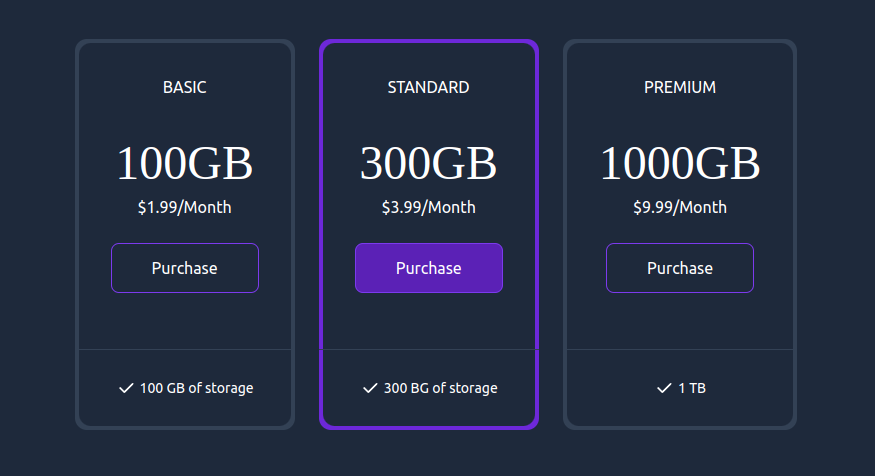 BASIC
100GB
$1.99/Month
Purchase
100 GB of storage
STANDARD
300GB
$3.99/Month
Purchase
300 BG of storage
PREMIUM
1000GB
$9.99/Month
Purchase
1 TB